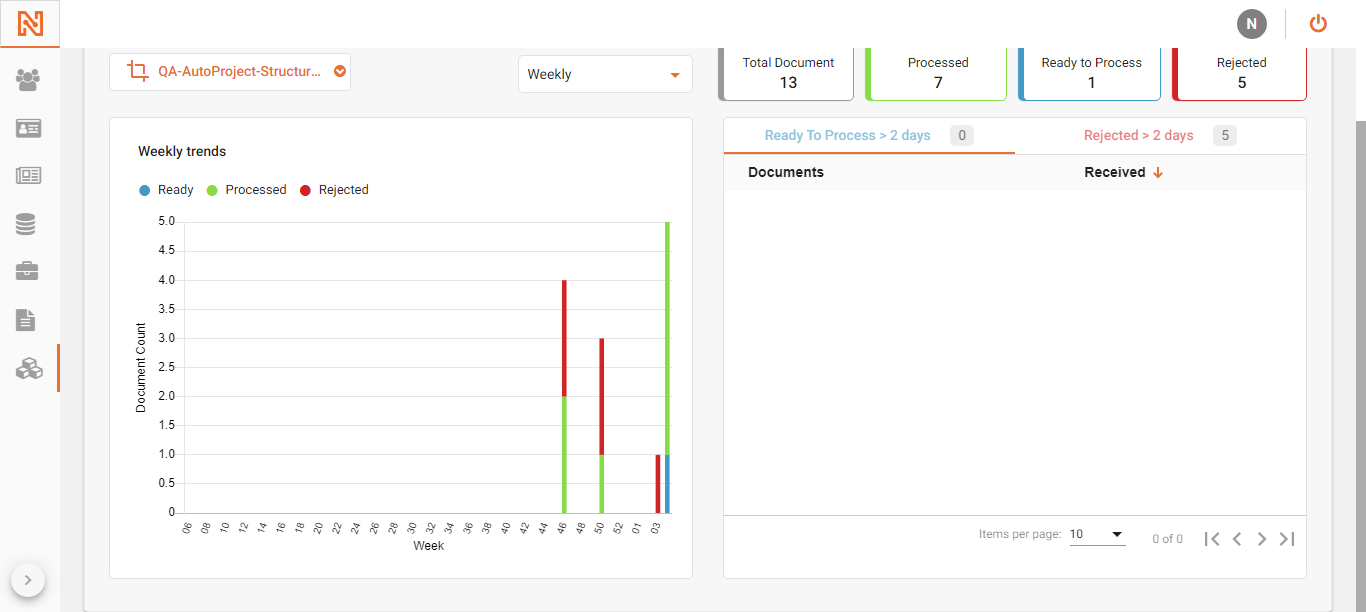 N
QA-AutoProject-Structur...
Weekly
Total Document
13
Processed
7
Ready to Process
1
Rejected
5
Weekly trends
Ready Processed Rejected
5.0
4.5
4.0
3.5
3.0
2.5
2.0
1.5
1.0
0.5
0
Document Count
06 08 10 12 14 16 18 20 22 24 26 28 30 32 34 36 38 40 42 44 46 48 50 52 01 03
Week
Ready To Process > 2 days 0
Rejected > 2 days 5
Documents Received
Items per page: 10 0 of 0